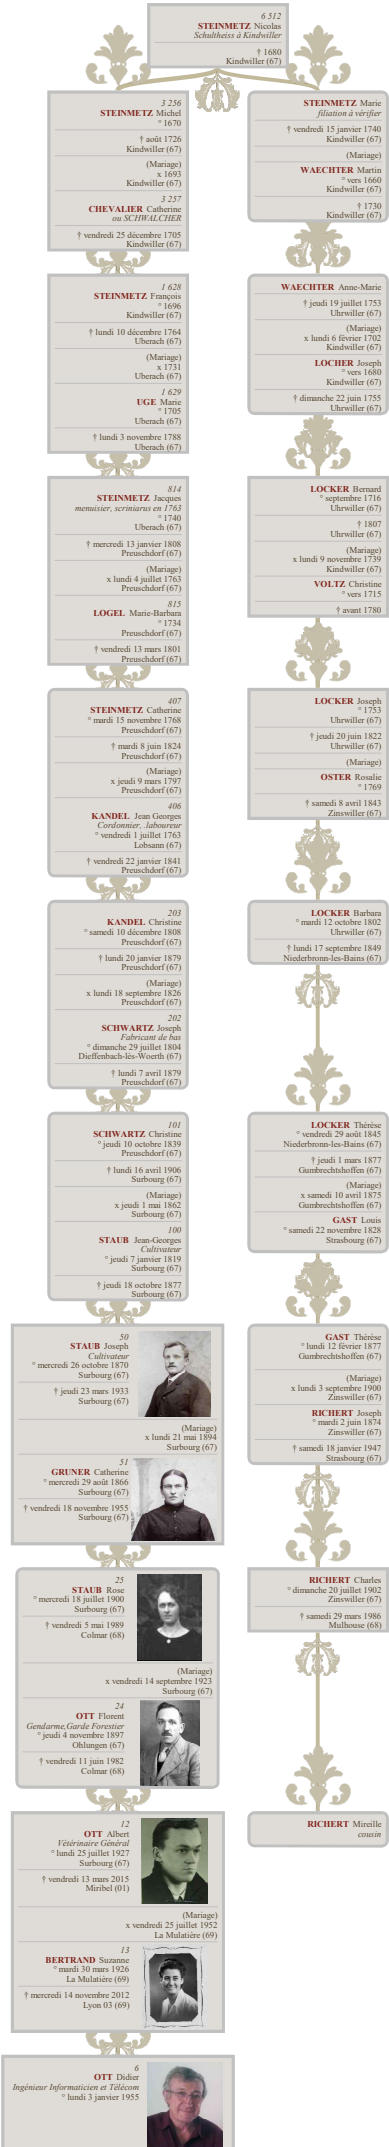 6 512
STEINMETZ Nicolas
Schultheiss à Kindwiller
† 1680
Kindwiller (67)
3 256
STEINMETZ Michel
° 1670
† août 1726
Kindwiller (67)
(Mariage)
x 1693
Kindwiller (67)
3 257
CHEVALIER Catherine
ou SCHWALCHER
† vendredi 25 décembre 1705
Kindwiller (67)
STEINMETZ Marie
filiation à vérifier
† vendredi 15 janvier 1740
Kindwiller (67)
(Mariage)
WAECHTER Martin
° vers 1660
Kindwiller (67)
† 1730
Kindwiller (67)
1 628
STEINMETZ François
° 1696
Kindwiller (67)
† lundi 10 décembre 1764
Uberach (67)
(Mariage)
x 1731
Uberach (67)
1 629
UGE Marie
° 1705
Uberach (67)
† lundi 3 novembre 1788
Uberach (67)
WAECHTER Anne-Marie
† jeudi 19 juillet 1753
Uhrwiller (67)
(Mariage)
x lundi 6 février 1702
Kindwiller (67)
LOCHER Joseph
° vers 1680
Kindwiller (67)
† dimanche 22 juin 1755
Uhrwiller (67)
814
STEINMETZ Jacques
menuisier, scriniarus en 1763
° 1740
Uberach (67)
† mercredi 13 janvier 1808
Preuschdorf (67)
(Mariage)
x lundi 4 juillet 1763
Preuschdorf (67)
815
LOGEL Marie-Barbara
° 1734
Preuschdorf (67)
† vendredi 13 mars 1801
Preuschdorf (67)
LOCKER Bernard
° septembre 1716
Uhrwiller (67)
† 1807
Uhrwiller (67)
(Mariage)
x lundi 9 novembre 1739
Kindwiller (67)
VOLTZ Christine
° vers 1715
† avant 1780
407
STEINMETZ Catherine
° mardi 15 novembre 1768
Preuschdorf (67)
† mardi 8 juin 1824
Preuschdorf (67)
(Mariage)
x jeudi 9 mars 1797
Preuschdorf (67)
406
KANDEL Jean Georges
Cordonnier, .laboureur
° vendredi 1 juillet 1763
Lobsann (67)
† vendredi 22 janvier 1841
Preuschdorf (67)
LOCKER Joseph
° 1753
Uhrwiller (67)
† jeudi 20 juin 1822
Uhrwiller (67)
(Mariage)
OSTER Rosalie
° 1769
† samedi 8 avril 1843
Zinswiller (67)
203
KANDEL Christine
° samedi 10 décembre 1808
Preuschdorf (67)
† lundi 20 janvier 1879
Preuschdorf (67)
(Mariage)
x lundi 18 septembre 1826
Preuschdorf (67)
202
SCHWARTZ Joseph
Fabricant de bas
° dimanche 29 juillet 1804
Dieffenbach-lès-Woerth (67)
† lundi 7 avril 1879
Preuschdorf (67)
LOCKER Barbara
° mardi 12 octobre 1802
Uhrwiller (67)
† lundi 17 septembre 1849
Niederbronn-les-Bains (67)
101
SCHWARTZ Christine
° jeudi 10 octobre 1839
Preuschdorf (67)
† lundi 16 avril 1906
Surbourg (67)
(Mariage)
x jeudi 1 mai 1862
Surbourg (67)
100
STAUB Jean-Georges
Cultivateur
° jeudi 7 janvier 1819
Surbourg (67)
† jeudi 18 octobre 1877
Surbourg (67)
LOCKER Thérèse
° vendredi 29 août 1845
Niederbronn-les-Bains (67)
† jeudi 1 mars 1877
Gumbrechtshoffen (67)
(Mariage)
x samedi 10 avril 1875
Gumbrechtshoffen (67)
GAST Louis
° samedi 22 novembre 1828
Strasbourg (67)
50
STAUB Joseph
Cultivateur
° mercredi 26 octobre 1870
Surbourg (67)
† jeudi 23 mars 1933
Surbourg (67)
(Mariage)
x lundi 21 mai 1894
Surbourg (67)
51
GRUNER Catherine
° mercredi 29 août 1866
Surbourg (67)
† vendredi 18 novembre 1955
Surbourg (67)
GAST Thérèse
° lundi 12 février 1877
Gumbrechtshoffen (67)
(Mariage)
x lundi 3 septembre 1900
Zinswiller (67)
RICHERT Joseph
° mardi 2 juin 1874
Zinswiller (67)
† samedi 18 janvier 1947
Strasbourg (67)
25
STAUB Rose
° mercredi 18 juillet 1900
Surbourg (67)
† vendredi 5 mai 1989
Colmar (68)
(Mariage)
x vendredi 14 septembre 1923
Surbourg (67)
24
OTT Florent
Gendarme,Garde Forestier
° jeudi 4 novembre 1897
Ohlungen (67)
† vendredi 11 juin 1982
Colmar (68)
RICHERT Charles
° dimanche 20 juillet 1902
Zinswiller (67)
† samedi 29 mars 1986
Mulhouse (68)
12
OTT Albert
Vétérinaire Général
° lundi 25 juillet 1927
Surbourg (67)
† vendredi 13 mars 2015
Miribel (01)
(Mariage)
x vendredi 25 juillet 1952
La Mulatière (69)
13
BERTRAND Suzanne
° mardi 30 mars 1926
La Mulatière (69)
† mercredi 14 novembre 2012
Lyon 03 (69)
RICHERT Mireille
cousin
6
OTT Didier
Ingénieur Informaticien et Télécom
° lundi 3 janvier 1955